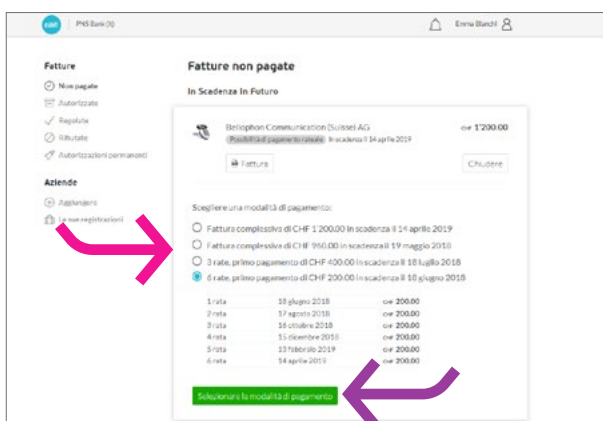 PNS Bank (X)
Emma Bianchi
Fatture
Non pagate
Autorizzate
Regolate
Rifiutate
Autorizzazioni permanenti
Aziende
Aggiungere
Le sue registrazioni
Fatture non pagate
In Scadenza In Futuro
Bellophon Communication (Suisse) AG
CHF 1'200.00
Possibilità di pagamento rateale In scadenza il 14 aprile 2019
Fattura
Chiudere
Scegliere una modalità di pagamento:
Fattura complessiva di CHF 1'200.00 in scadenza il 14 aprile 2019
Fattura complessiva di CHF 960.00 in scadenza il 19 maggio 2018
3 rate, primo pagamento di CHF 400.00 in scadenza il 18 luglio 2018
6 rate, primo pagamento di CHF 200.00 in scadenza il 18 giugno 2018
1 rata 18 giugno 2018 CHF 200.00
2 rata 17 agosto 2018 CHF 200.00
3 rata 16 ottobre 2018 CHF 200.00
4 rata 15 dicembre 2018 CHF 200.00
5 rata 13 febbraio 2019 CHF 200.00
6 rata 14 aprile 2019 CHF 200.00
Selezionare la modalità di pagamento